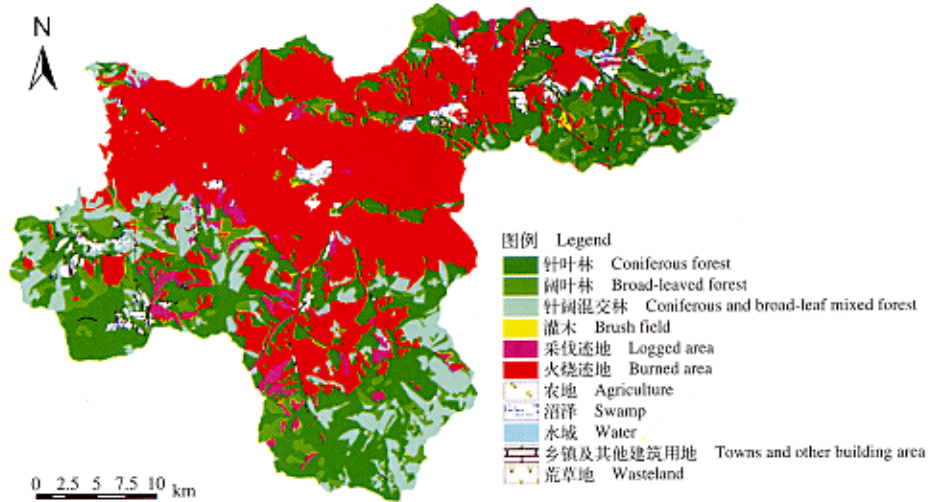 N
图例 Legend
针叶林 Coniferous forest
阔叶林 Broad-leaved forest
针阔混交林 Coniferous and broad-leaf mixed forest
灌木 Brush field
采伐迹地 Logged area
火烧迹地 Burned area
农地 Agriculture
沼泽 Swamp
水域 Water
乡镇及其他建筑用地 Towns and other building area
荒草地 Wasteland
0 2.5 5 7.5 10 km